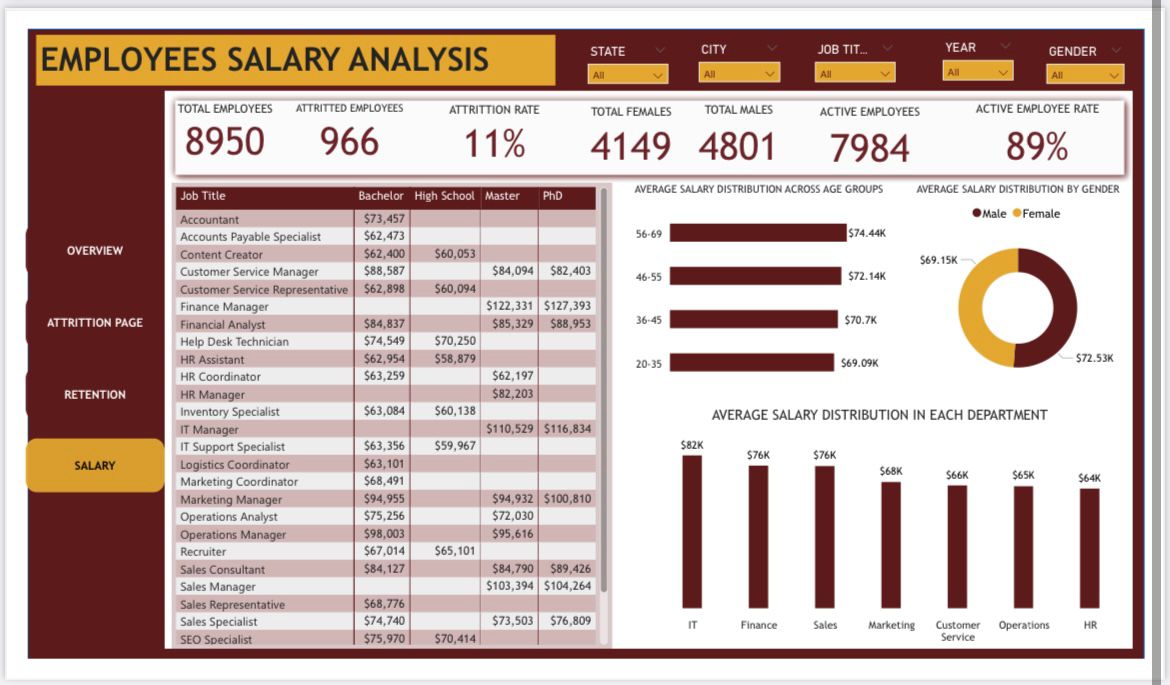 EMPLOYEES SALARY ANALYSIS
STATE CITY JOB TIT... YEAR GENDER
All All All All All
TOTAL EMPLOYEES ATTRITTED EMPLOYEES ATTRITTION RATE TOTAL FEMALES TOTAL MALES ACTIVE EMPLOYEES ACTIVE EMPLOYEE RATE
8950 966 11% 4149 4801 7984 89%
OVERVIEW
ATTRITTION PAGE
RETENTION
SALARY
Job Title Bachelor High School Master PhD
Accountant $73,457
Accounts Payable Specialist $62,473
Content Creator $62,400 $60,053
Customer Service Manager $88,587 $84,094 $82,403
Customer Service Representative $62,898 $60,094
Finance Manager $122,331 $127,393
Financial Analyst $84,837 $85,329 $88,953
Help Desk Technician $74,549 $70,250
HR Assistant $62,954 $58,879
HR Coordinator $63,259 $62,197
HR Manager $82,203
Inventory Specialist $63,084 $60,138
IT Manager $110,529 $116,834
IT Support Specialist $63,356 $59,967
Logistics Coordinator $63,101
Marketing Coordinator $68,491
Marketing Manager $94,955 $94,932 $100,810
Operations Analyst $75,256 $72,030
Operations Manager $98,003 $95,616
Recruiter $67,014 $65,101
Sales Consultant $84,127 $84,790 $89,426
Sales Manager $103,394 $104,264
Sales Representative $68,776
Sales Specialist $74,740 $73,503 $76,809
SEO Specialist $75,970 $70,414
AVERAGE SALARY DISTRIBUTION ACROSS AGE GROUPS
56-69 $74.44K
46-55 $72.14K
36-45 $70.7K
20-35 $69.09K
AVERAGE SALARY DISTRIBUTION BY GENDER
Male Female
$69.15K
$72.53K
AVERAGE SALARY DISTRIBUTION IN EACH DEPARTMENT
$82K $76K $76K $68K $66K $65K $64K
IT Finance Sales Marketing Customer Operations HR
Service